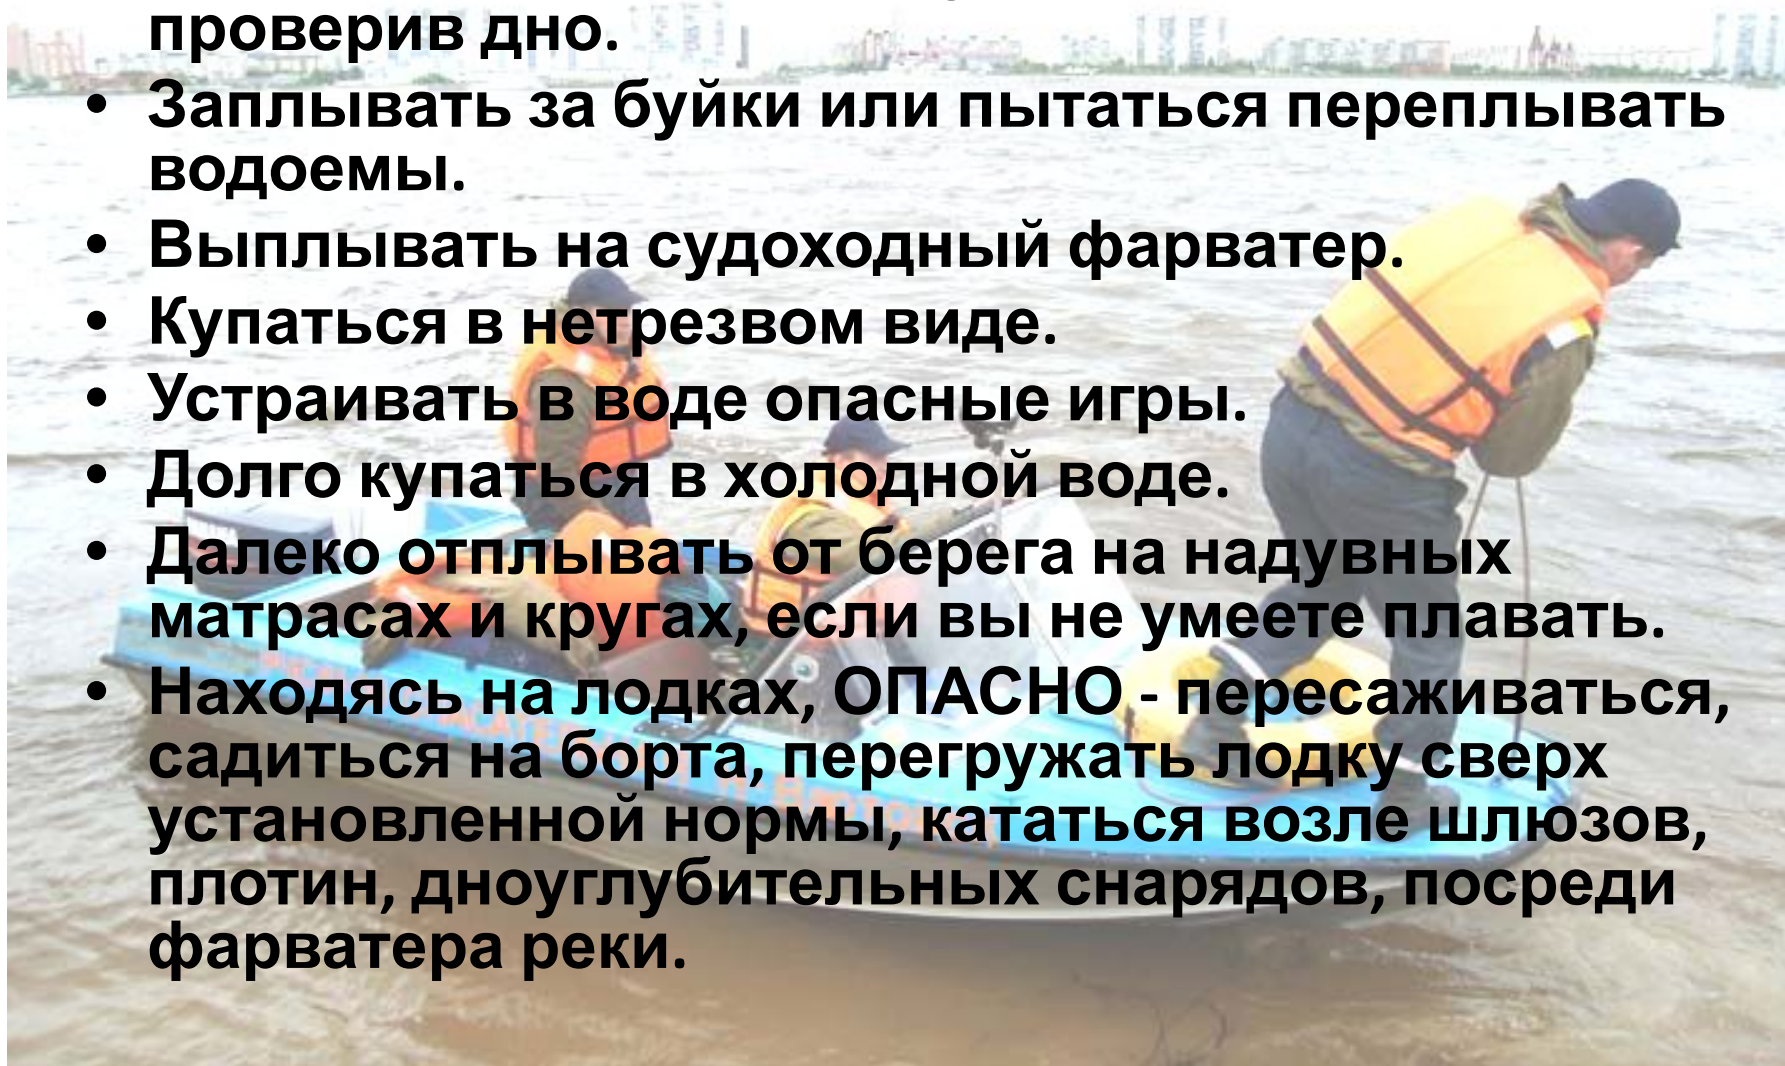 проверив дно.
• Заплывать за буйки или пытаться переплывать
водоемы.
• Выплывать на судоходный фарватер.
• Купаться в нетрезвом виде.
• Устраивать в воде опасные игры.
• Долго купаться в холодной воде.
• Далеко отплывать от берега на надувных
матрасах и кругах, если вы не умеете плавать.
• Находясь на лодках, ОПАСНО - пересаживаться,
садиться на борта, перегружать лодку сверх
установленной нормы, кататься возле шлюзов,
плотин, дноуглубительных снарядов, посреди
фарватера реки.